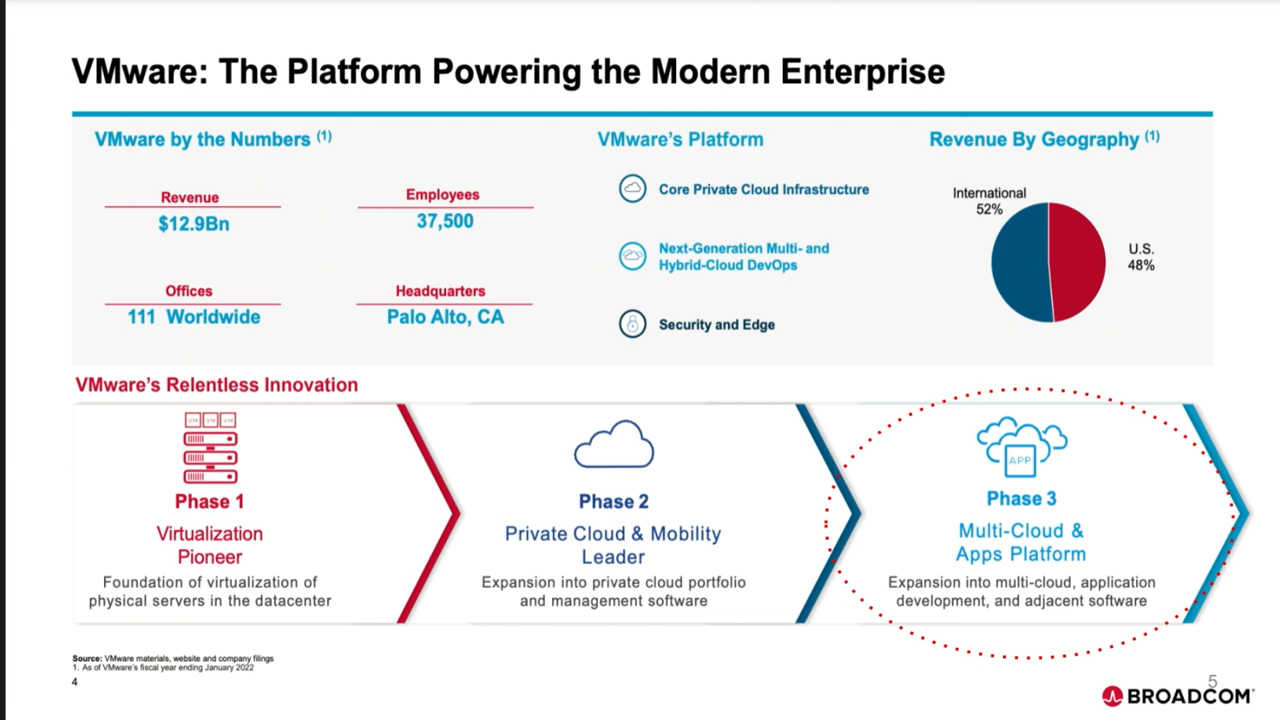 VMware: The Platform Powering the Modern Enterprise
VMware by the Numbers (1)
Revenue
$12.9Bn
Employees
37,500
Offices
111 Worldwide
Headquarters
Palo Alto, CA
VMware's Platform
Core Private Cloud Infrastructure
Next-Generation Multi- and
Hybrid-Cloud DevOps
Security and Edge
Revenue By Geography (1)
International
52%
U.S.
48%
VMware's Relentless Innovation
VM VM VM
Phase 1
Virtualization
Pioneer
Foundation of virtualization of
physical servers in the datacenter
Phase 2
Private Cloud & Mobility
Leader
Expansion into private cloud portfolio
and management software
APP
Phase 3
Multi-Cloud &
Apps Platform
Expansion into multi-cloud, application
development, and adjacent software
Source: VMware materials, website and company filings
1. As of VMware's fiscal year ending January 2022
4
5
BROADCOM